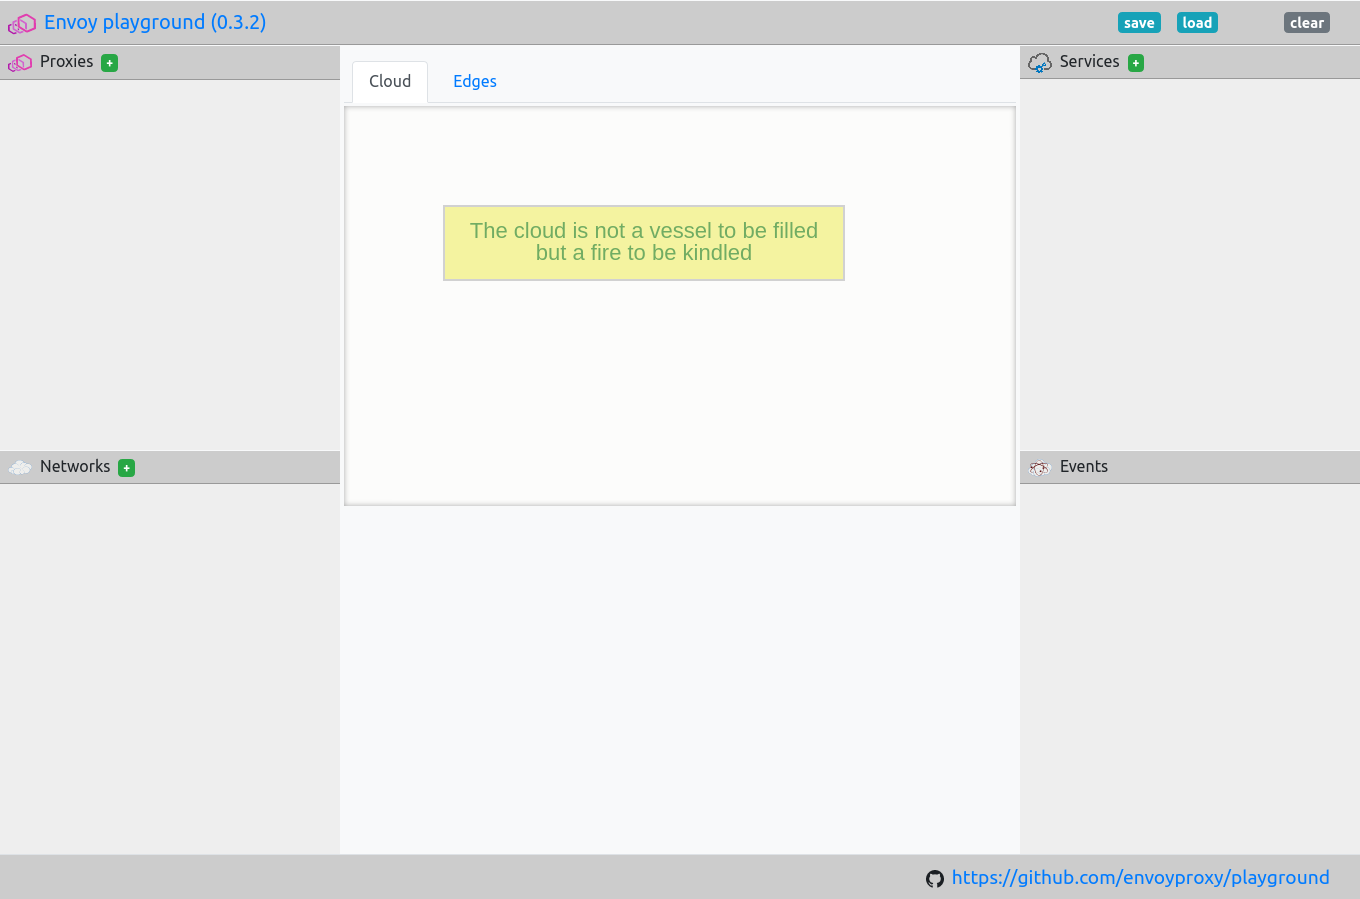 Envoy playground (0.3.2)
save
load
clear
Proxies
+
Cloud
Edges
Services
+
The cloud is not a vessel to be filled
but a fire to be kindled
Networks
+
Events
https://github.com/envoyproxy/playground